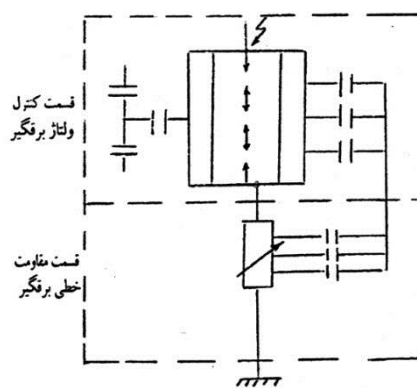 قسمت کنترل
ولتاژ برقگیر
قسمت مقاومت
خطی برقگیر